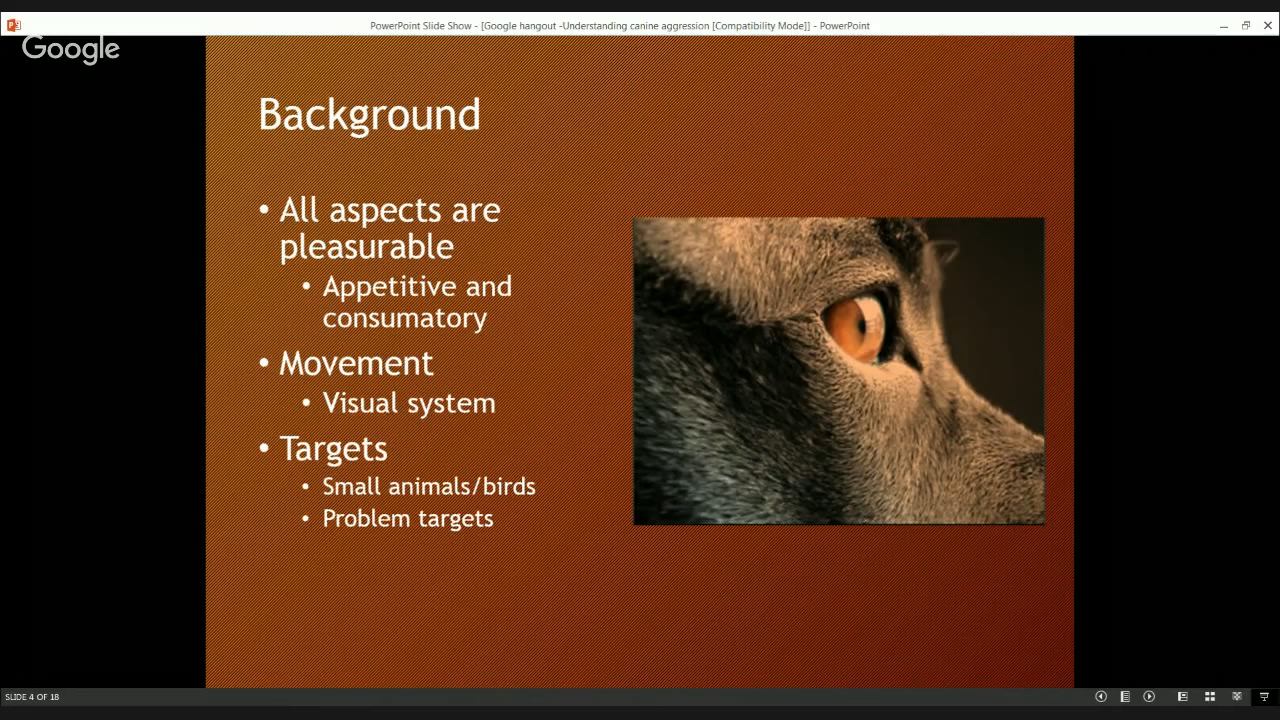 PowerPoint Slide Show - [Google hangout -Understanding canine aggression [Compatibility Mode]] - PowerPoint
Google
Background
• All aspects are
pleasurable
• Appetitive and
consumatory
• Movement
• Visual system
• Targets
• Small animals/birds
• Problem targets
SLIDE 4 OF 18